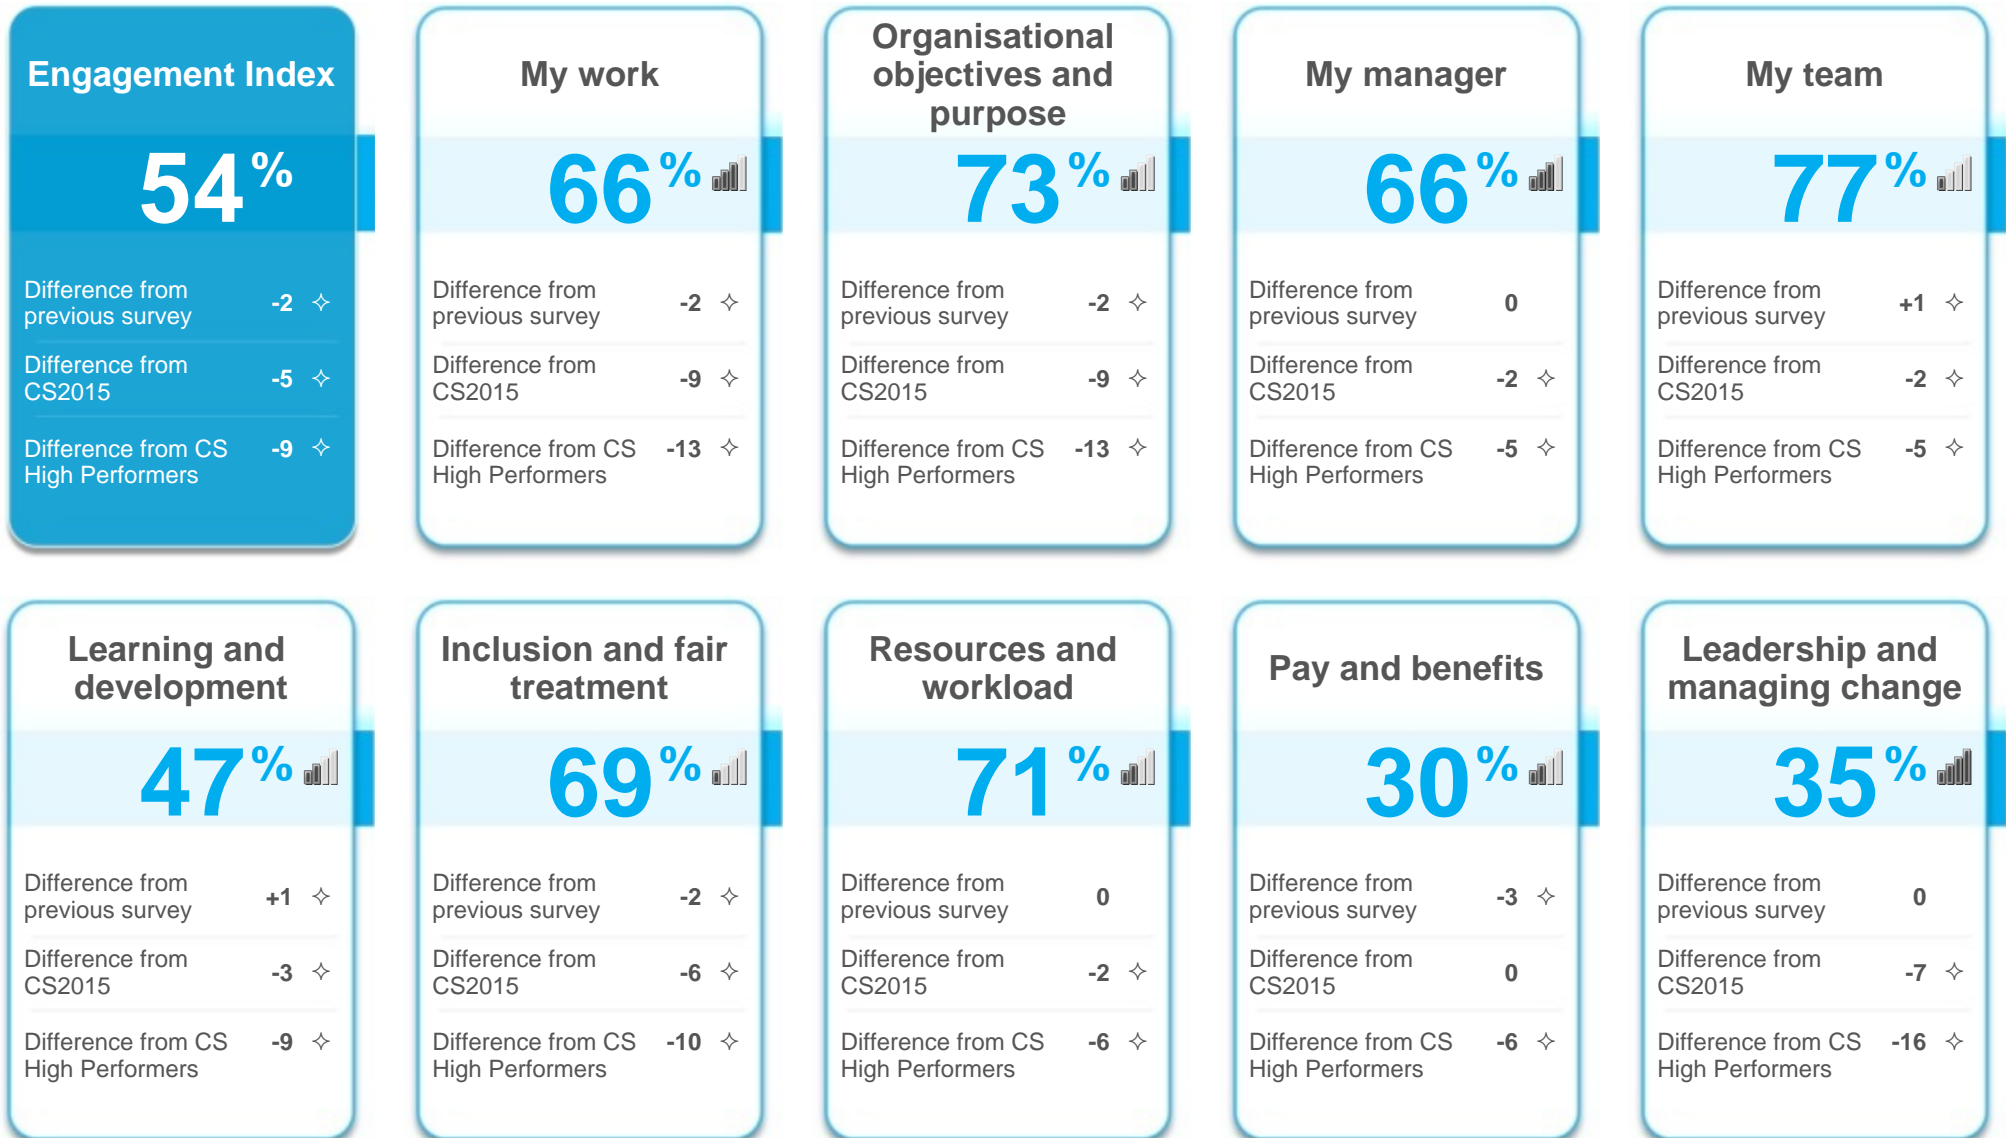 Engagement Index
54%
Difference from
previous survey -2 ✧
Difference from
CS2015 -5 ✧
Difference from CS
High Performers -9 ✧
My work
66%
Difference from
previous survey -2 ✧
Difference from
CS2015 -9 ✧
Difference from CS
High Performers -13 ✧
Organisational
objectives and
purpose
73%
Difference from
previous survey -2 ✧
Difference from
CS2015 -9 ✧
Difference from CS
High Performers -13 ✧
My manager
66%
Difference from
previous survey 0
Difference from
CS2015 -2 ✧
Difference from CS
High Performers -5 ✧
My team
77%
Difference from
previous survey +1 ✧
Difference from
CS2015 -2 ✧
Difference from CS
High Performers -5 ✧
Learning and
development
47%
Difference from
previous survey +1 ✧
Difference from
CS2015 -3 ✧
Difference from CS
High Performers -9 ✧
Inclusion and fair
treatment
69%
Difference from
previous survey -2 ✧
Difference from
CS2015 -6 ✧
Difference from CS
High Performers -10 ✧
Resources and
workload
71%
Difference from
previous survey 0
Difference from
CS2015 -2 ✧
Difference from CS
High Performers -6 ✧
Pay and benefits
30%
Difference from
previous survey -3 ✧
Difference from
CS2015 0
Difference from CS
High Performers -6 ✧
Leadership and
managing change
35%
Difference from
previous survey 0
Difference from
CS2015 -7 ✧
Difference from CS
High Performers -16 ✧